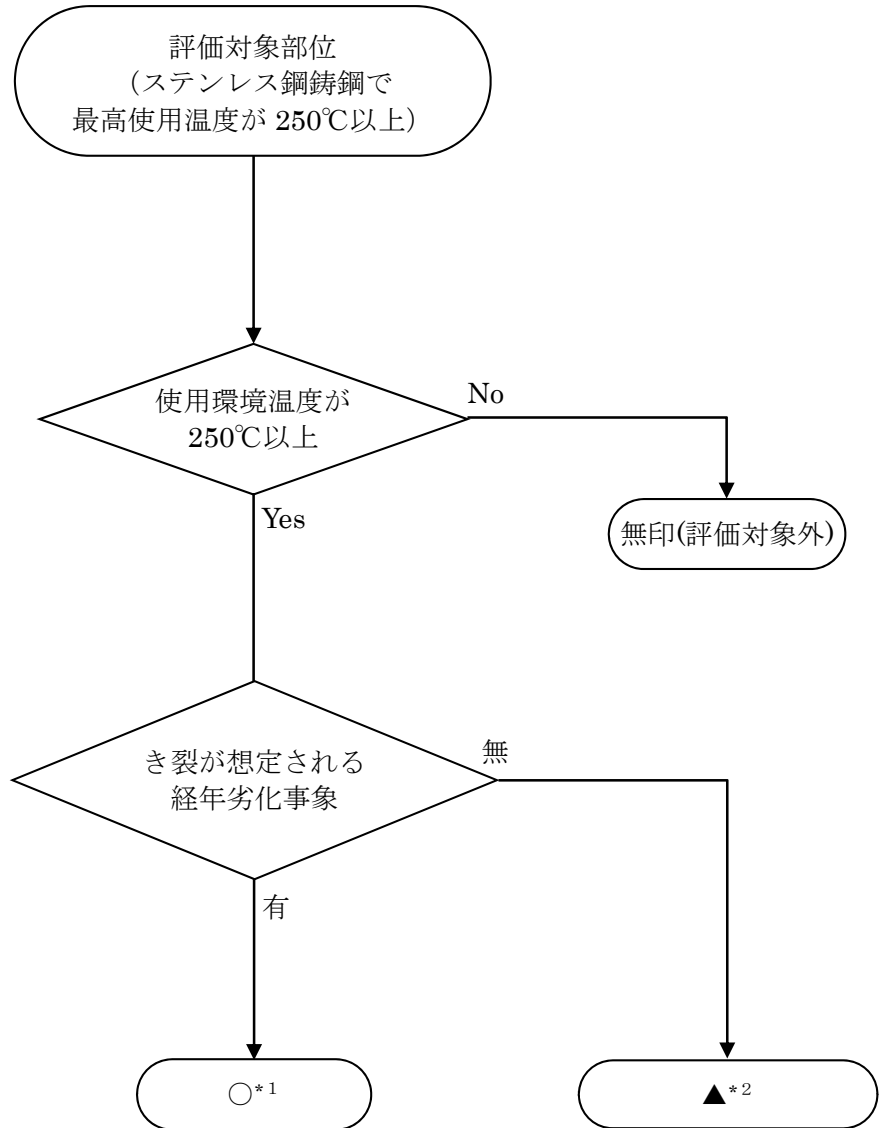 評価対象部位
（ステンレス鋼鋳鋼で
最高使用温度が 250℃以上）
使用環境温度が
250℃以上
No
Yes
無印(評価対象外)
き裂が想定される
経年劣化事象
無
有
○*1
▲*2